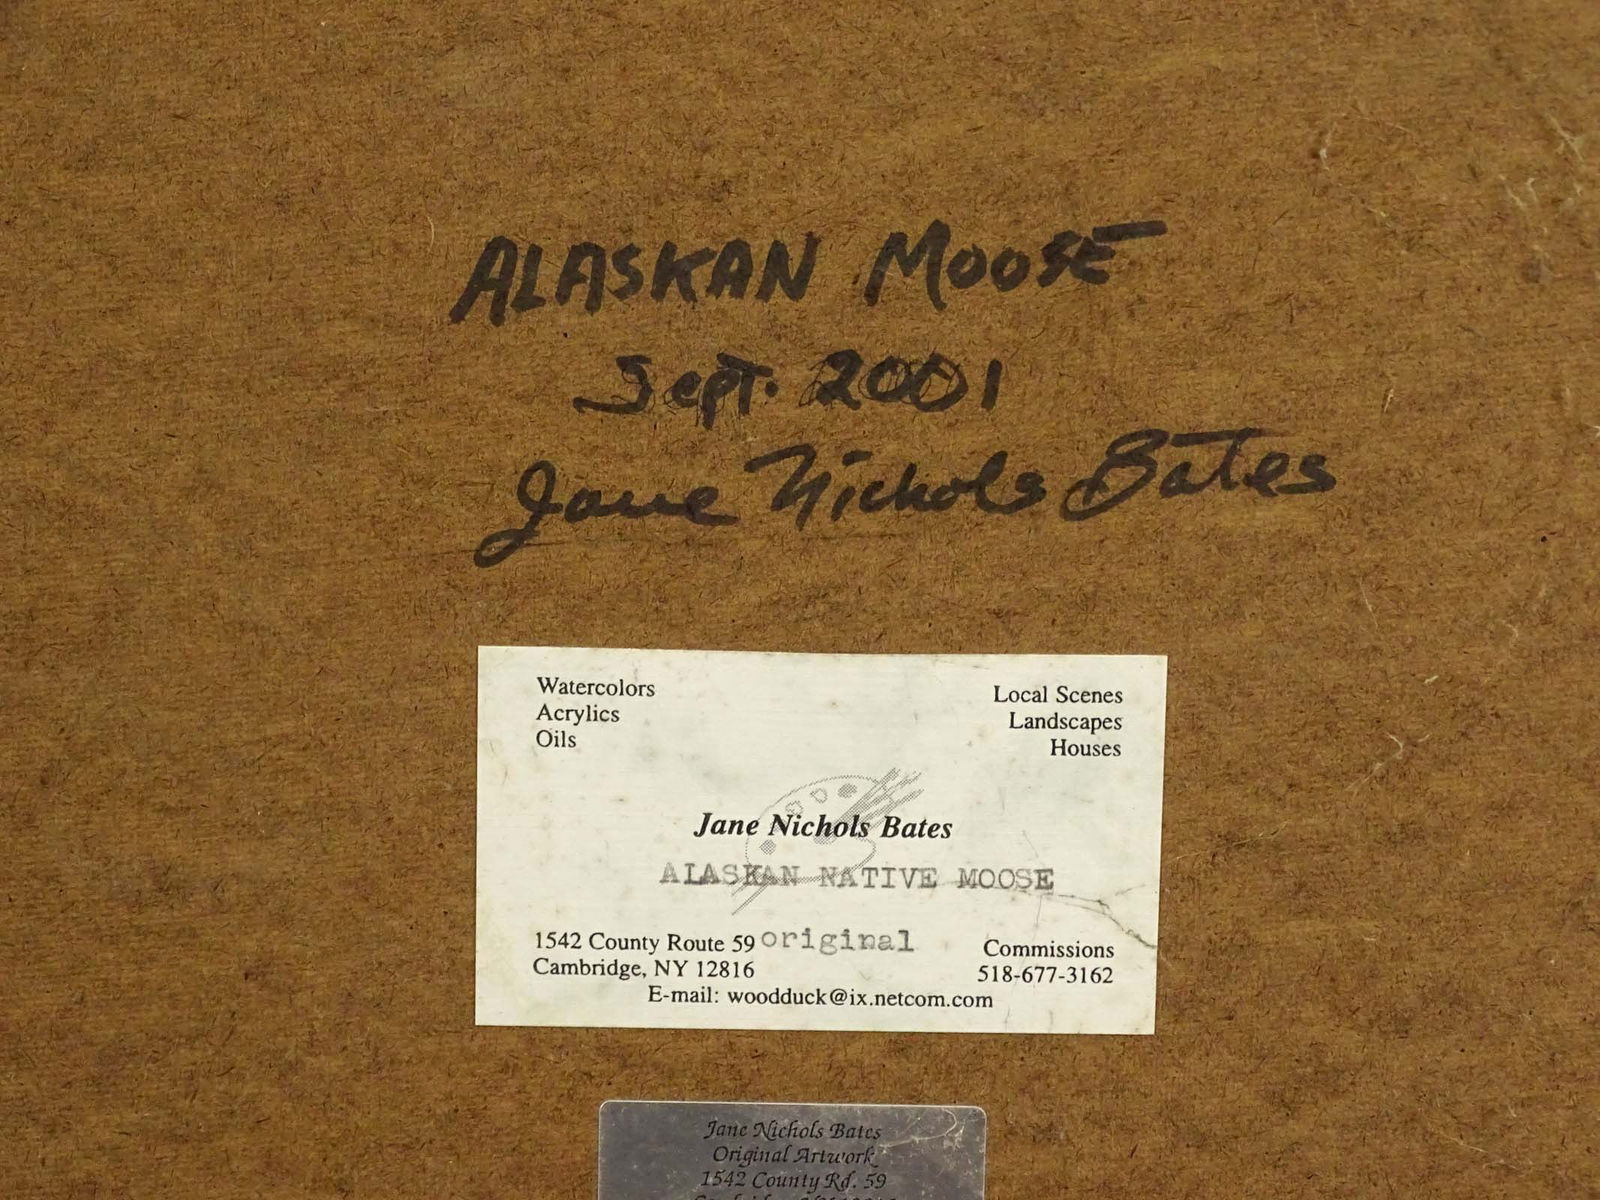 ALASKAN MOOSE
Sept. 2001
Jane Nichols Bates
Watercolors
Acrylics
Oils
Local Scenes
Landscapes
Houses
Jane Nichols Bates
ALASKAN NATIVE MOOSE
1542 County Route 59 original
Cambridge, NY 12816
Commissions
518-677-3162
E-mail: woodduck@ix.netcom.com
Jane Nichols Bates
Original Artwork
1542 County Rd. 59